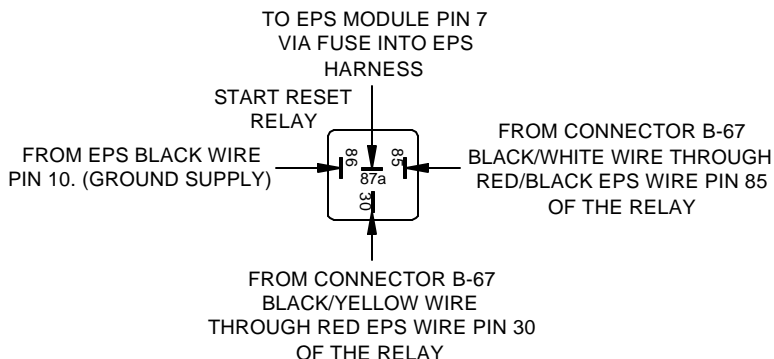 TO EPS MODULE PIN 7
VIA FUSE INTO EPS
HARNESS
START RESET
RELAY
FROM EPS BLACK WIRE
PIN 10. (GROUND SUPPLY)
86
85
87a
30
FROM CONNECTOR B-67
BLACK/WHITE WIRE THROUGH
RED/BLACK EPS WIRE PIN 85
OF THE RELAY
FROM CONNECTOR B-67
BLACK/YELLOW WIRE
THROUGH RED EPS WIRE PIN 30
OF THE RELAY